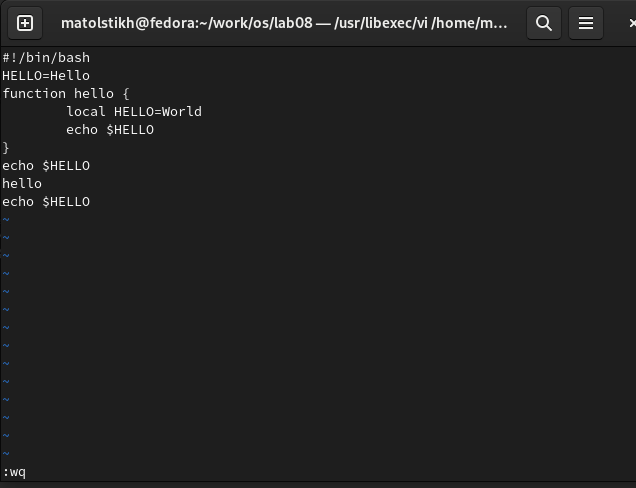 matolstikh@fedora:~/work/os/lab08 — /usr/libexec/vi /home/m...
#!/bin/bash
HELLO=Hello
function hello {
        local HELLO=World
        echo $HELLO
}
echo $HELLO
hello
echo $HELLO
~
~
~
~
~
~
~
~
~
~
~
~
~
~
:wq